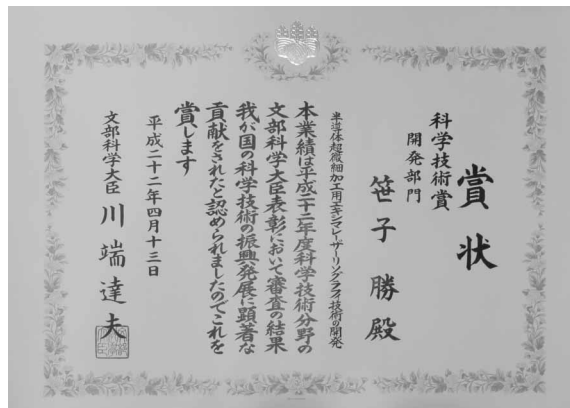 賞状
科学技術賞
開発部門
笹子勝殿
半導体超微細加工用エキシマレーザーリソグラフィ技術の開発
本業績は平成二十二年度科学技術分野の
文部科学大臣表彰において審査の結果
我が国の科学技術の振興発展に顕著な
貢献をされたと認められましたのでこれを
賞します
平成二十二年四月十三日
文部科学大臣 川端達夫